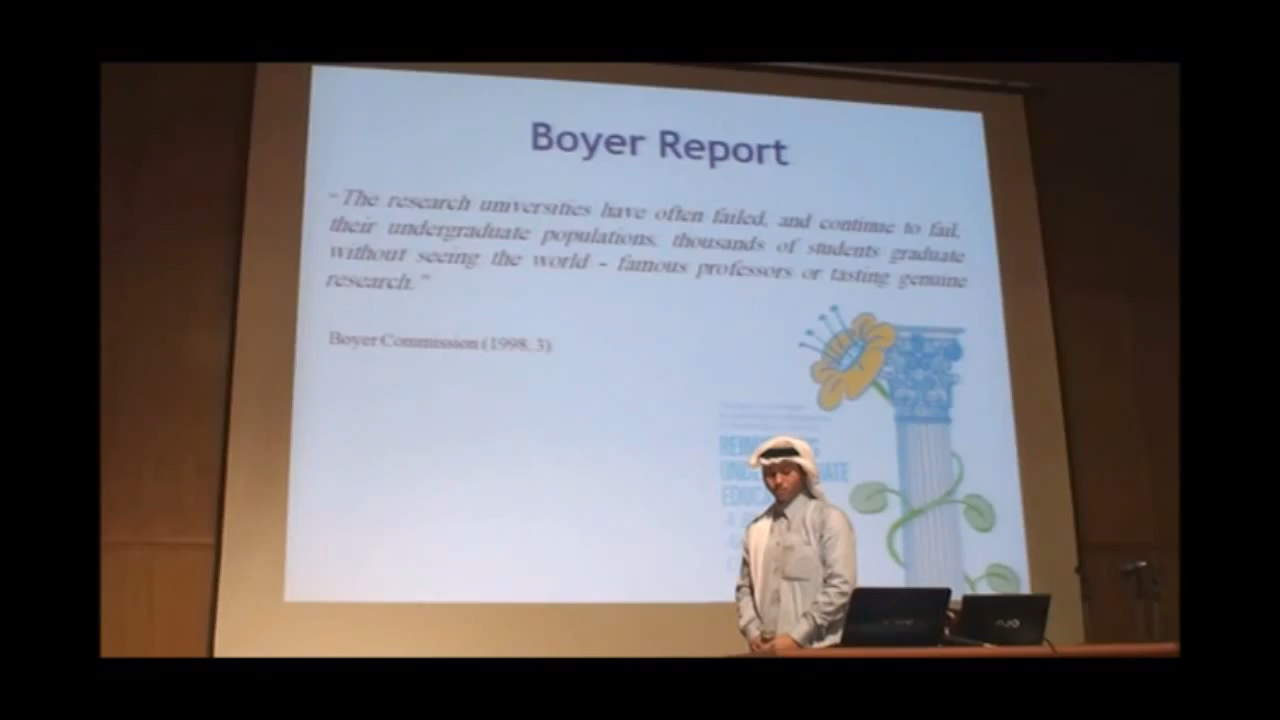 Boyer Report
"The research universities have often failed, and continue to fail,
their undergraduate populations, thousands of students graduate
without seeing the world - famous professors or tasting genuine
research."
Boyer Commission (1998, 3)
VAIO